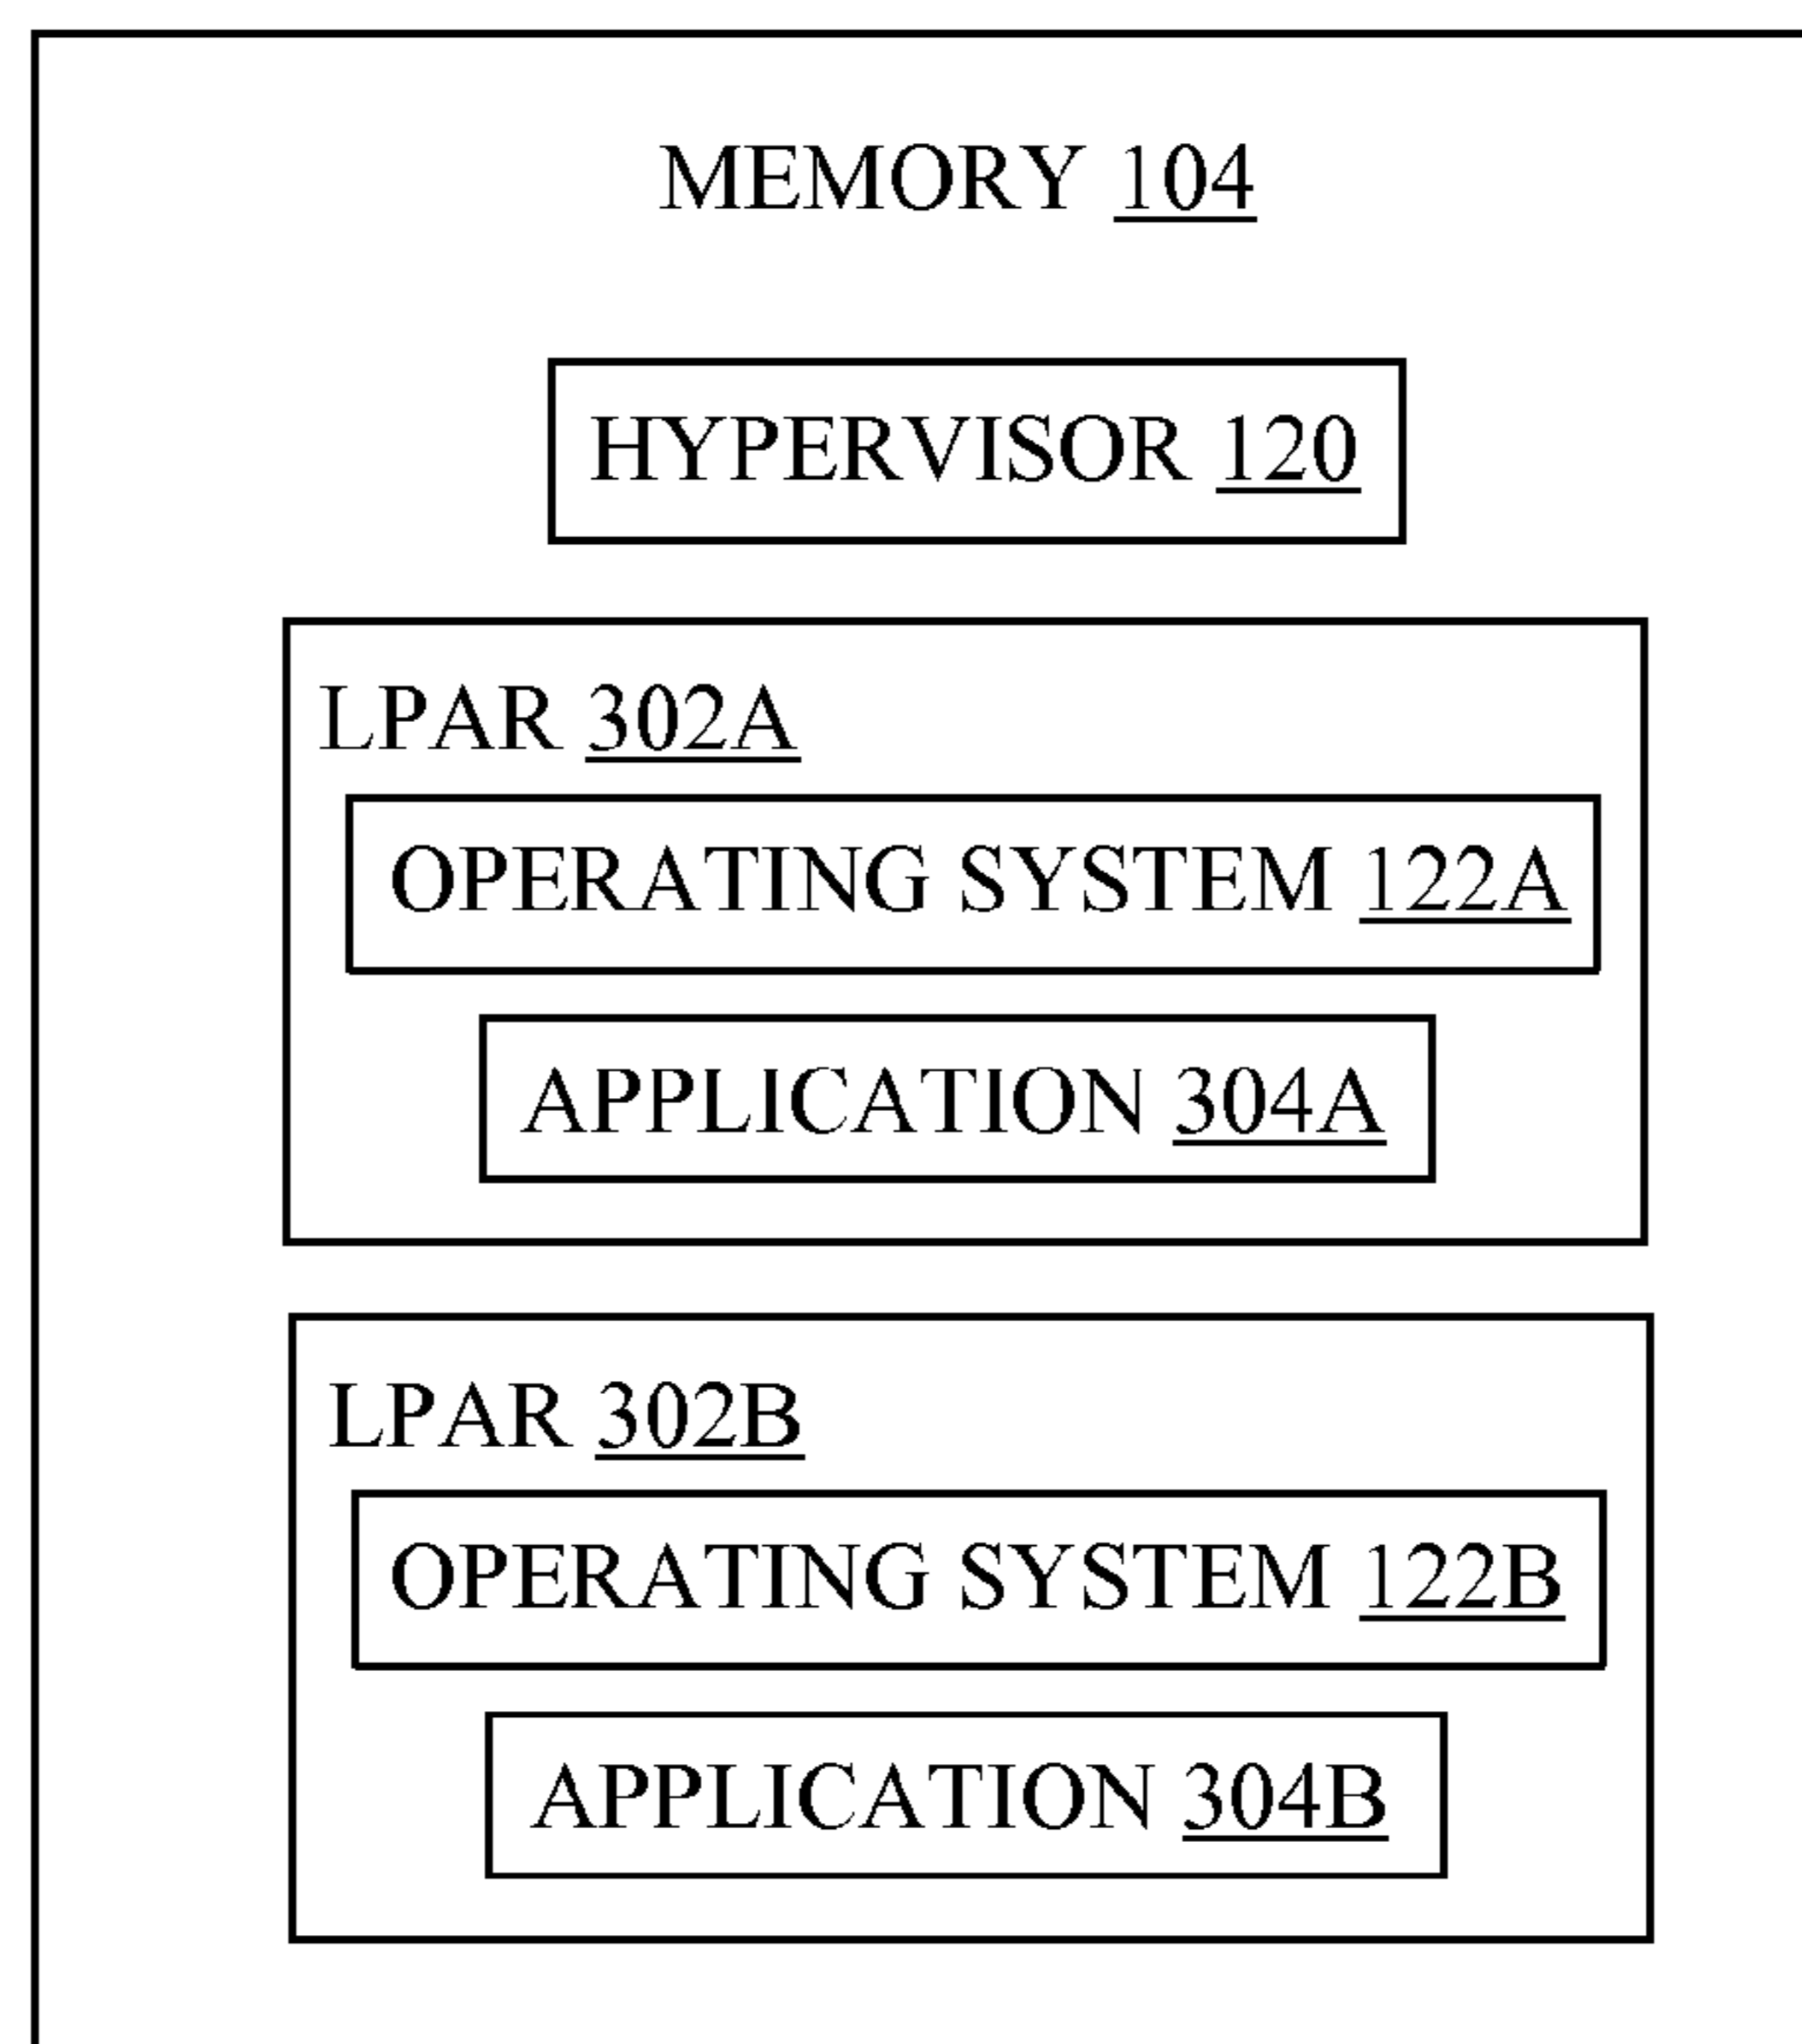 MEMORY 104
HYPERVISOR 120
LPAR 302A
OPERATING SYSTEM 122A
APPLICATION 304A
LPAR 302B
OPERATING SYSTEM 122B
APPLICATION 304B